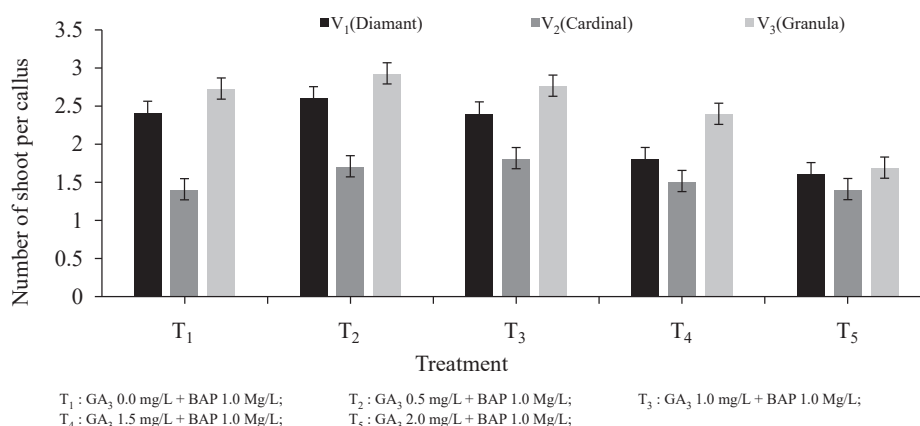 V₁(Diamant) V₂(Cardinal) V₃(Granula)
Number of shoot per callus
3.5
3
2.5
2
1.5
1
0.5
0
T₁ T₂ T₃ T₄ T₅
Treatment
T₁ : GA₃ 0.0 mg/L + BAP 1.0 Mg/L; T₂ : GA₃ 0.5 mg/L + BAP 1.0 Mg/L; T₃ : GA₃ 1.0 mg/L + BAP 1.0 Mg/L;
T₄ : GA₃ 1.5 mg/L + BAP 1.0 Mg/L; T₅ : GA₃ 2.0 mg/L + BAP 1.0 Mg/L;